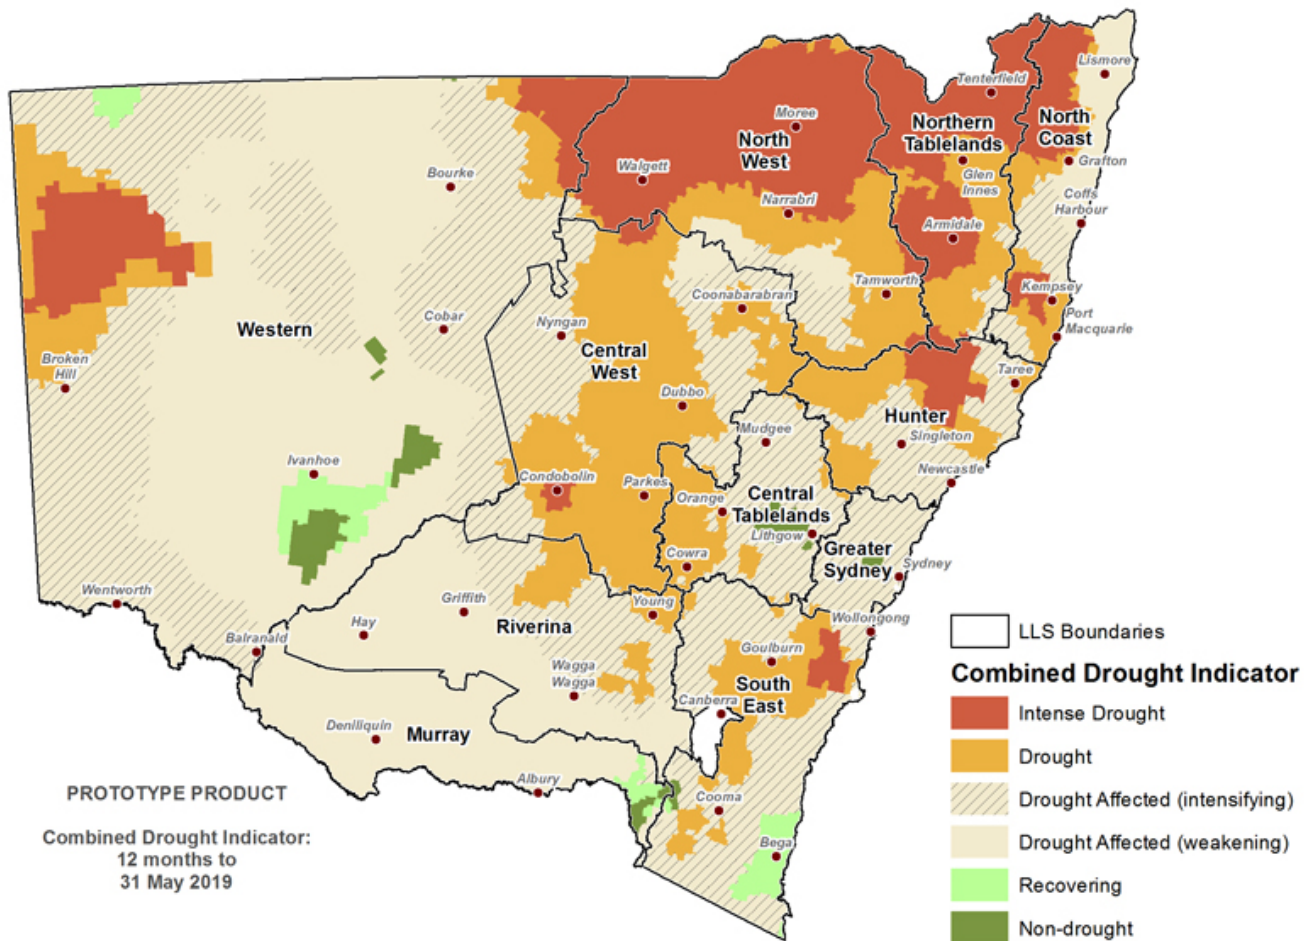 Lismore
Tenterfield
Moree
North
West
Northern
Tablelands
North
Coast
Walgett
Bourke
Grafton
Glen
Innes
Narrabri
Coffs
Harbour
Armidale
Tamworth
Kempsey
Coonabarabran
Port
Macquarie
Western
Cobar
Nyngan
Central
West
Broken
Hill
Taree
Dubbo
Hunter
Mudgee
Singleton
Ivanhoe
Newcastle
Condobolin
Parkes
Orange
Central
Tablelands
Lithgow
Greater
Sydney
Sydney
Cowra
Wentworth
Griffith
Young
Hay
Riverina
Wollongong
Balranald
Goulburn
Wagga
Wagga
South
East
Canberra
Deniliquin
Murray
Albury
Cooma
Bega
PROTOTYPE PRODUCT
Combined Drought Indicator:
12 months to
31 May 2019
LLS Boundaries
Combined Drought Indicator
Intense Drought
Drought
Drought Affected (intensifying)
Drought Affected (weakening)
Recovering
Non-drought